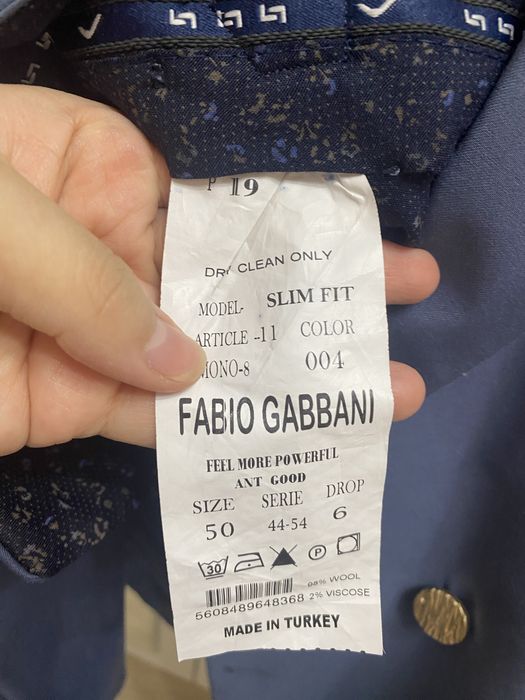 P 19
DRY CLEAN ONLY
MODEL- SLIM FIT
ARTICLE -11 COLOR
MONO-8 004
FABIO GABBANI
FEEL MORE POWERFUL
ANT GOOD
SIZE SERIE DROP
50 44-54 6
30 P
98% WOOL
5608489648368 2% VISCOSE
MADE IN TURKEY